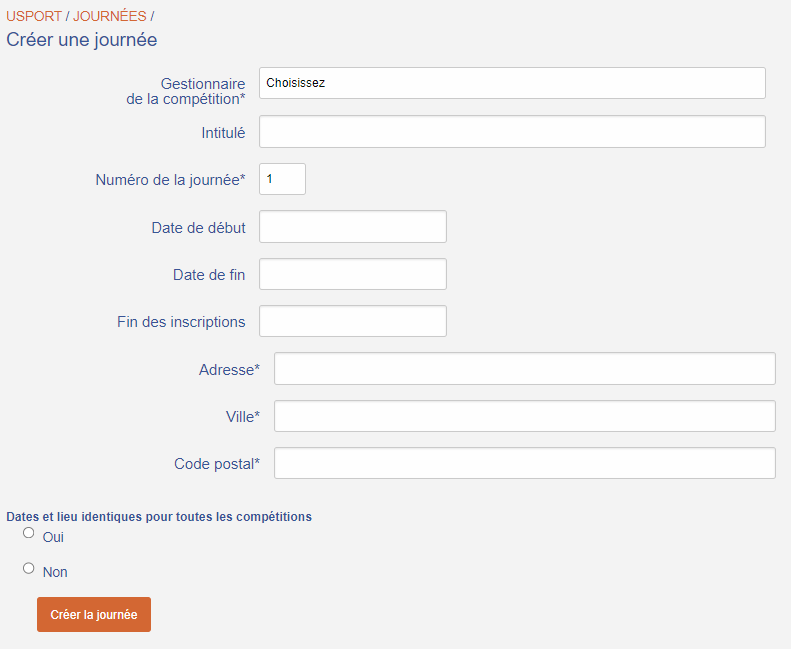 USPORT / JOURNÉES /
Créer une journée
Gestionnaire
de la compétition*
Choisissez
Intitulé
Numéro de la journée*
1
Date de début
Date de fin
Fin des inscriptions
Adresse*
Ville*
Code postal*
Dates et lieu identiques pour toutes les compétitions
Oui
Non
Créer la journée